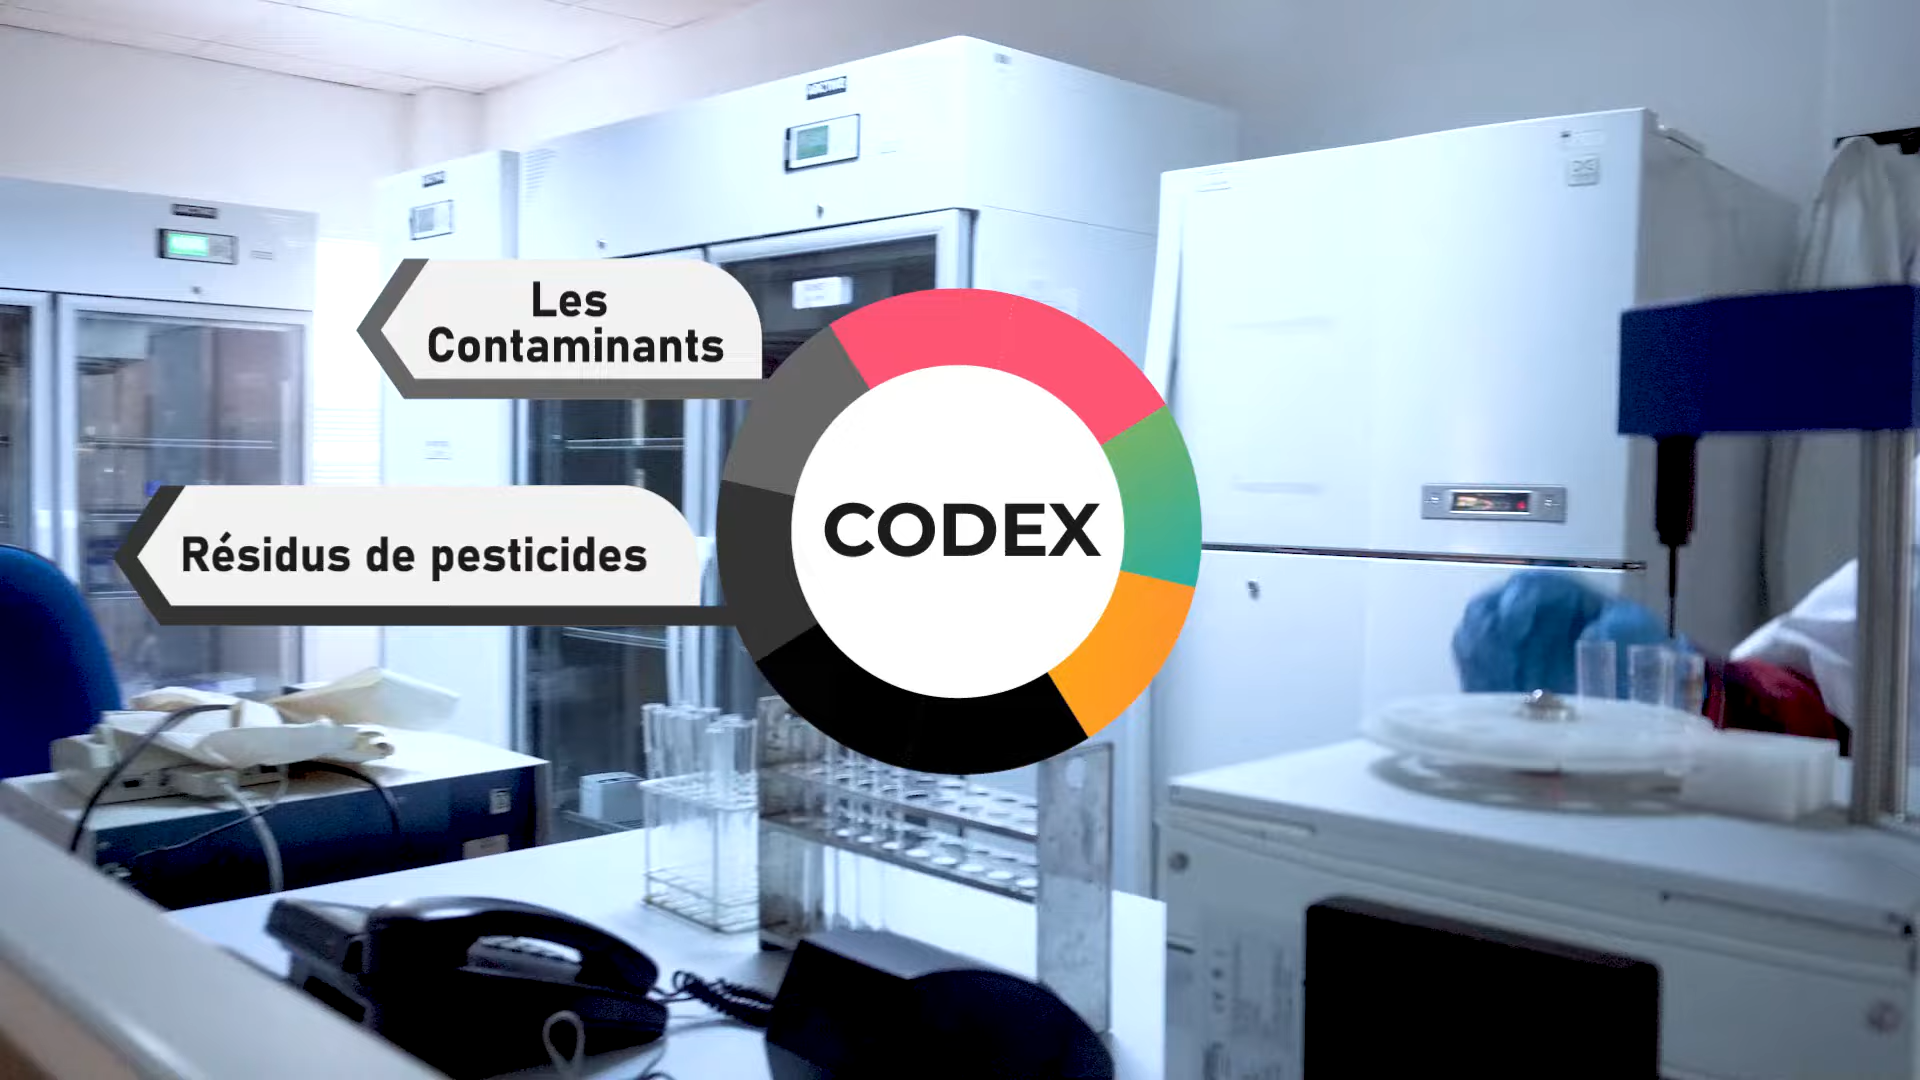 Les
Contaminants
Résidus de pesticides
CODEX